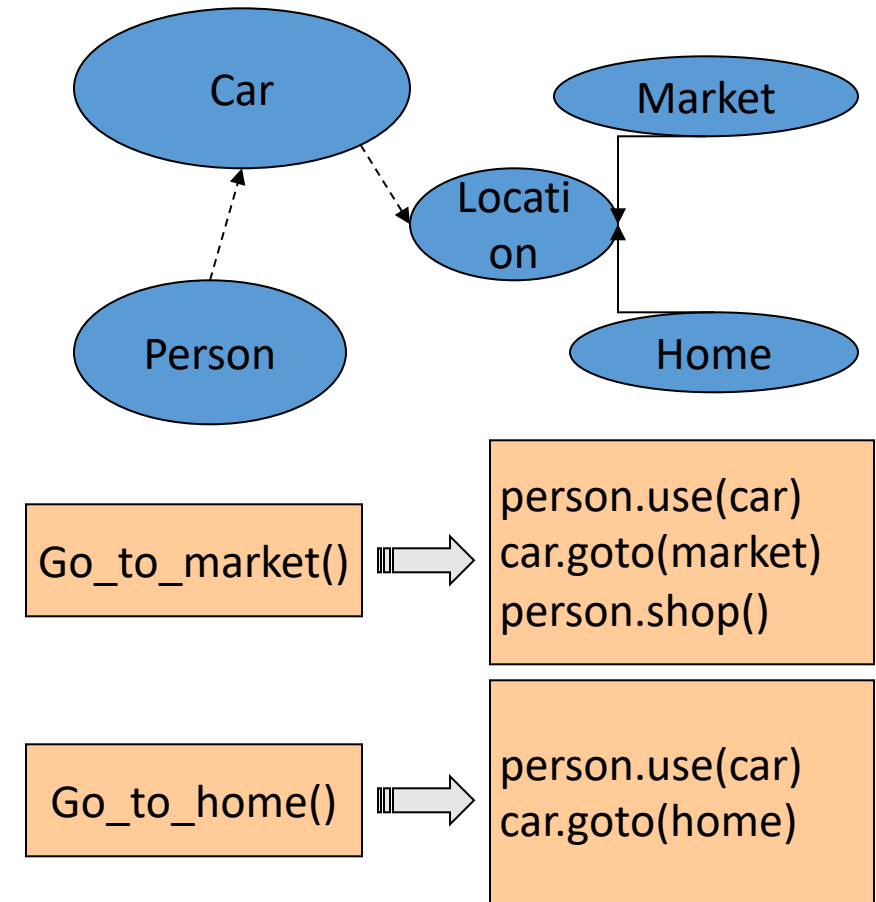 Car
Market
Locati
on
Person
Home
Go_to_market()
person.use(car)
car.goto(market)
person.shop()
Go_to_home()
person.use(car)
car.goto(home)